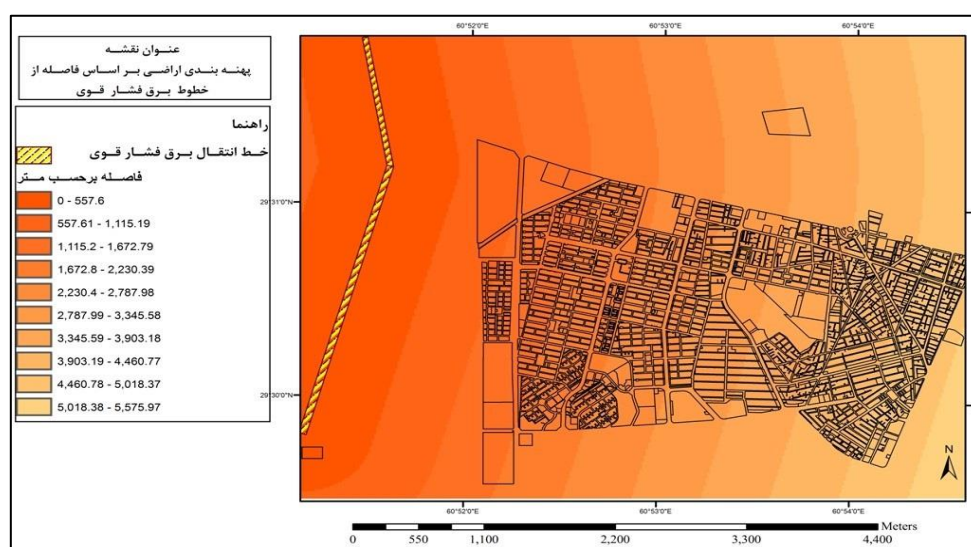 عنوان نقشه
پهنه بندی اراضی بر اساس فاصله از
خطوط برق فشار قوی
راهنما
خط انتقال برق فشار قوی
فاصله برحسب متر
0 - 557.6
557.61 - 1,115.19
1,115.2 - 1,672.79
1,672.8 - 2,230.39
2,230.4 - 2,787.98
2,787.99 - 3,345.58
3,345.59 - 3,903.18
3,903.19 - 4,460.77
4,460.78 - 5,018.37
5,018.38 - 5,575.97
60°52'0"E 60°53'0"E 60°54'0"E
29°31'0"N
29°30'0"N
N
60°52'0"E 60°53'0"E 60°54'0"E
Meters
0 550 1,100 2,200 3,300 4,400